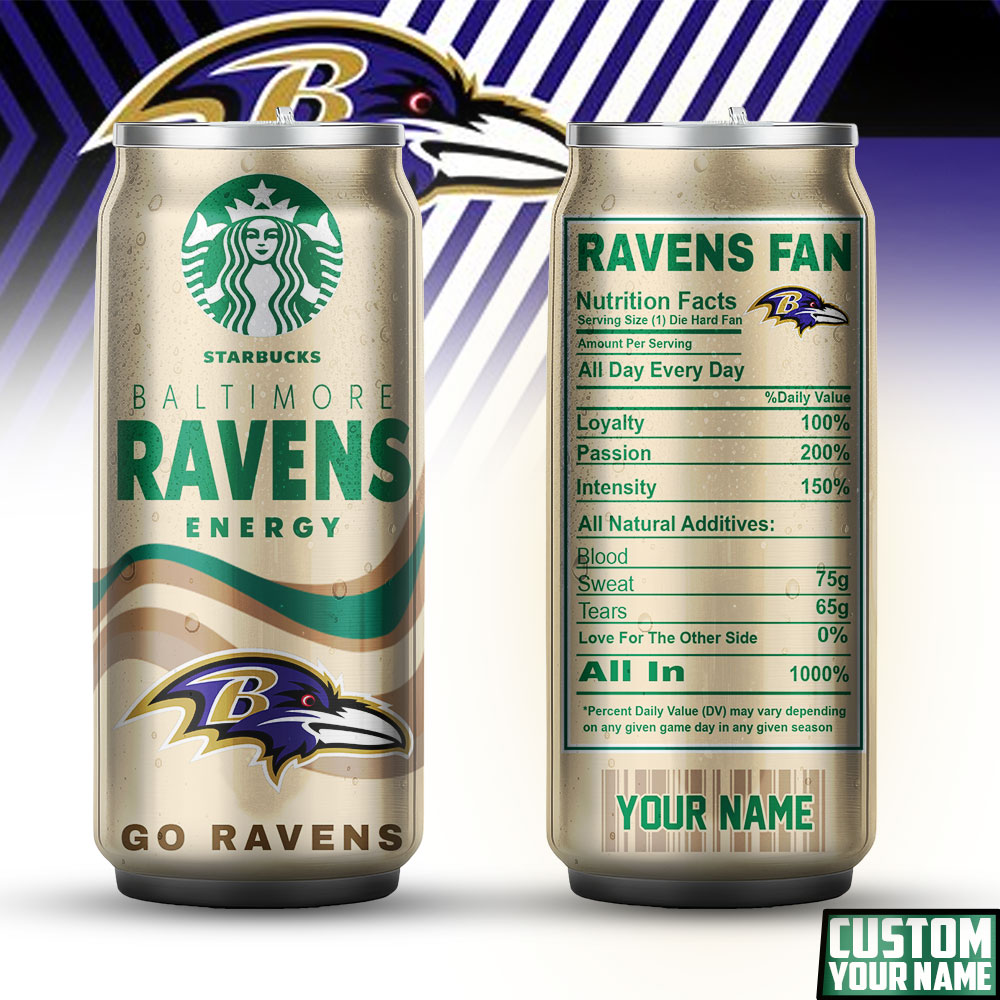 B
STARBUCKS
BALTIMORE
RAVENS
ENERGY
B
GO RAVENS
RAVENS FAN
Nutrition Facts
Serving Size (1) Die Hard Fan
B
Amount Per Serving
All Day Every Day
%Daily Value
Loyalty 100%
Passion 200%
Intensity 150%
All Natural Additives:
Blood
Sweat 75g
Tears 65g
Love For The Other Side 0%
All In 1000%
*Percent Daily Value (DV) may vary depending
on any given game day in any given season
YOUR NAME
CUSTOM
YOUR NAME